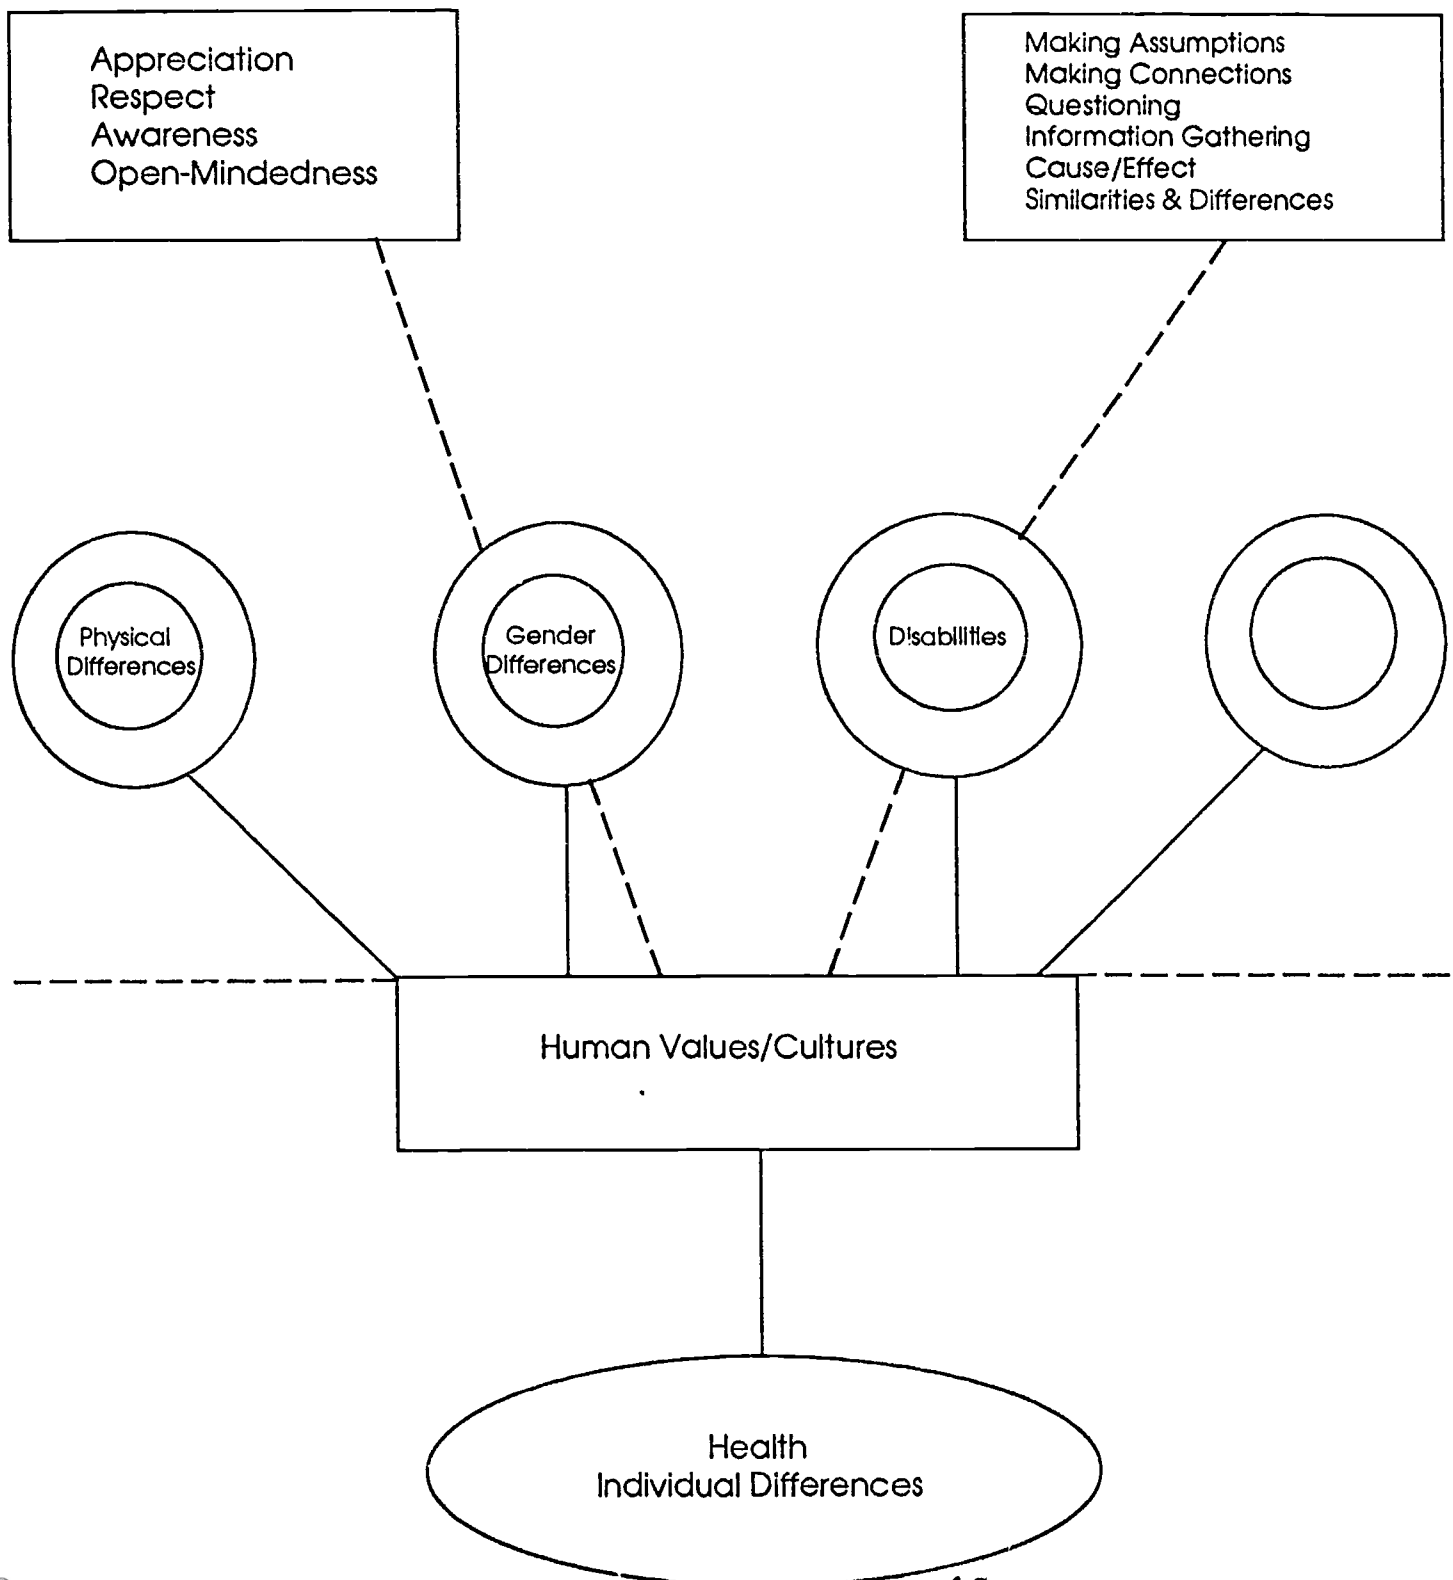 Appreciation
Respect
Awareness
Open-Mindedness
Making Assumptions
Making Connections
Questioning
Information Gathering
Cause/Effect
Similarities & Differences
Physical
Differences
Gender
Differences
Disabilities
Human Values/Cultures
Health
Individual Differences